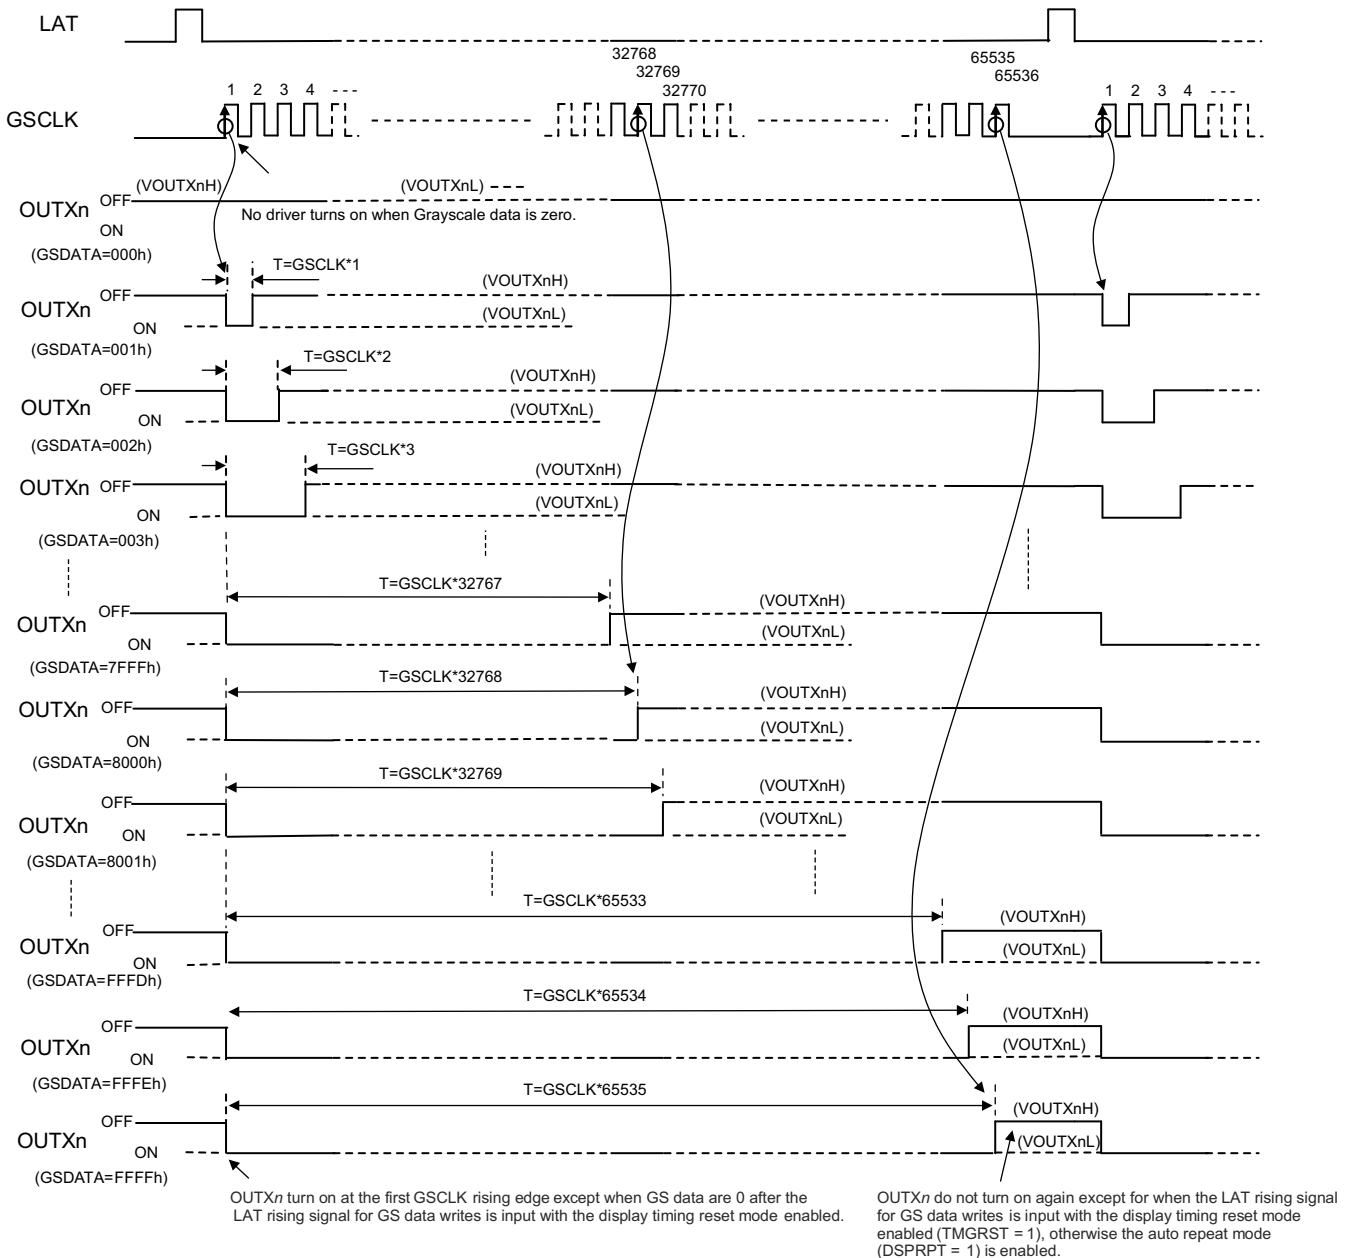 LAT
32768
32769
32770
65535
65536
GSCLK
1 2 3 4
1 2 3 4
OUTXn
OFF
(VOUTXnH)
(VOUTXnL)
No driver turns on when Grayscale data is zero.
ON
(GSDATA=000h)
T=GSCLK*1
OUTXn
OFF
(VOUTXnH)
(VOUTXnL)
ON
(GSDATA=001h)
T=GSCLK*2
OUTXn
OFF
(VOUTXnH)
(VOUTXnL)
ON
(GSDATA=002h)
T=GSCLK*3
OUTXn
OFF
(VOUTXnH)
(VOUTXnL)
ON
(GSDATA=003h)
T=GSCLK*32767
OUTXn
OFF
(VOUTXnH)
(VOUTXnL)
ON
(GSDATA=7FFFh)
T=GSCLK*32768
OUTXn
OFF
(VOUTXnH)
(VOUTXnL)
ON
(GSDATA=8000h)
T=GSCLK*32769
OUTXn
OFF
(VOUTXnH)
(VOUTXnL)
ON
(GSDATA=8001h)
T=GSCLK*65533
OUTXn
OFF
(VOUTXnH)
(VOUTXnL)
ON
(GSDATA=FFFDh)
T=GSCLK*65534
OUTXn
OFF
(VOUTXnH)
(VOUTXnL)
ON
(GSDATA=FFFEh)
T=GSCLK*65535
OUTXn
OFF
(VOUTXnH)
(VOUTXnL)
ON
(GSDATA=FFFFh)
OUTXn turn on at the first GSCLK rising edge except when GS data are 0 after the
LAT rising signal for GS data writes is input with the display timing reset mode enabled.
OUTXn do not turn on again except for when the LAT rising signal
for GS data writes is input with the display timing reset mode
enabled (TMGRST = 1), otherwise the auto repeat mode
(DSPRPT = 1) is enabled.